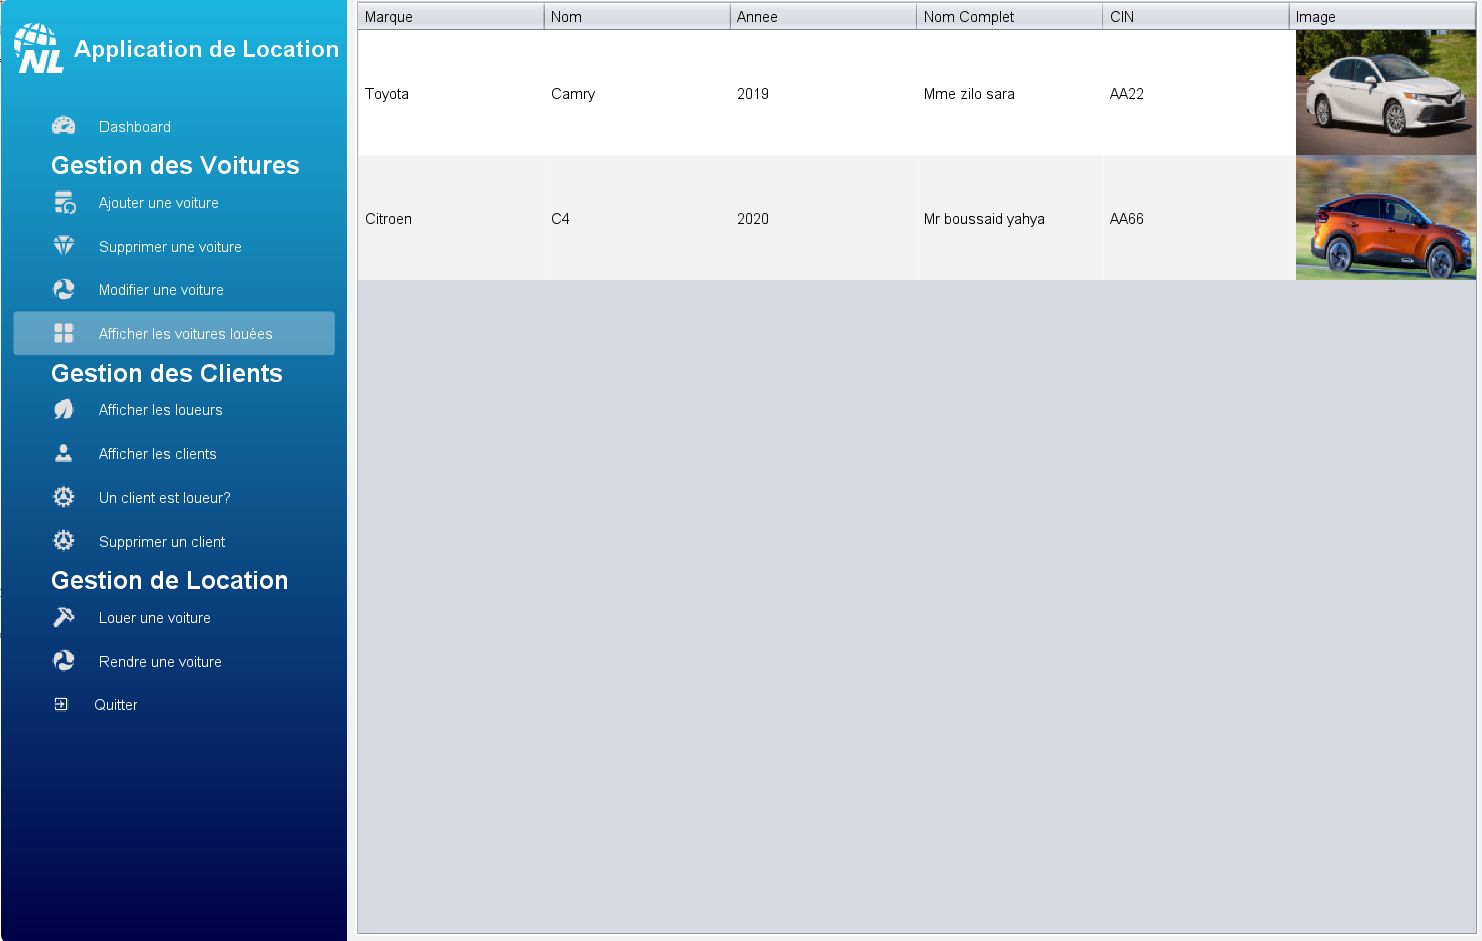 NL Application de Location
Dashboard
Gestion des Voitures
Ajouter une voiture
Supprimer une voiture
Modifier une voiture
Afficher les voitures louées
Gestion des Clients
Afficher les loueurs
Afficher les clients
Un client est loueur?
Supprimer un client
Gestion de Location
Louer une voiture
Rendre une voiture
Quitter
Marque Nom Annee Nom Complet CIN Image
Toyota Camry 2019 Mme zilo sara AA22
Citroen C4 2020 Mr boussaid yahya AA66